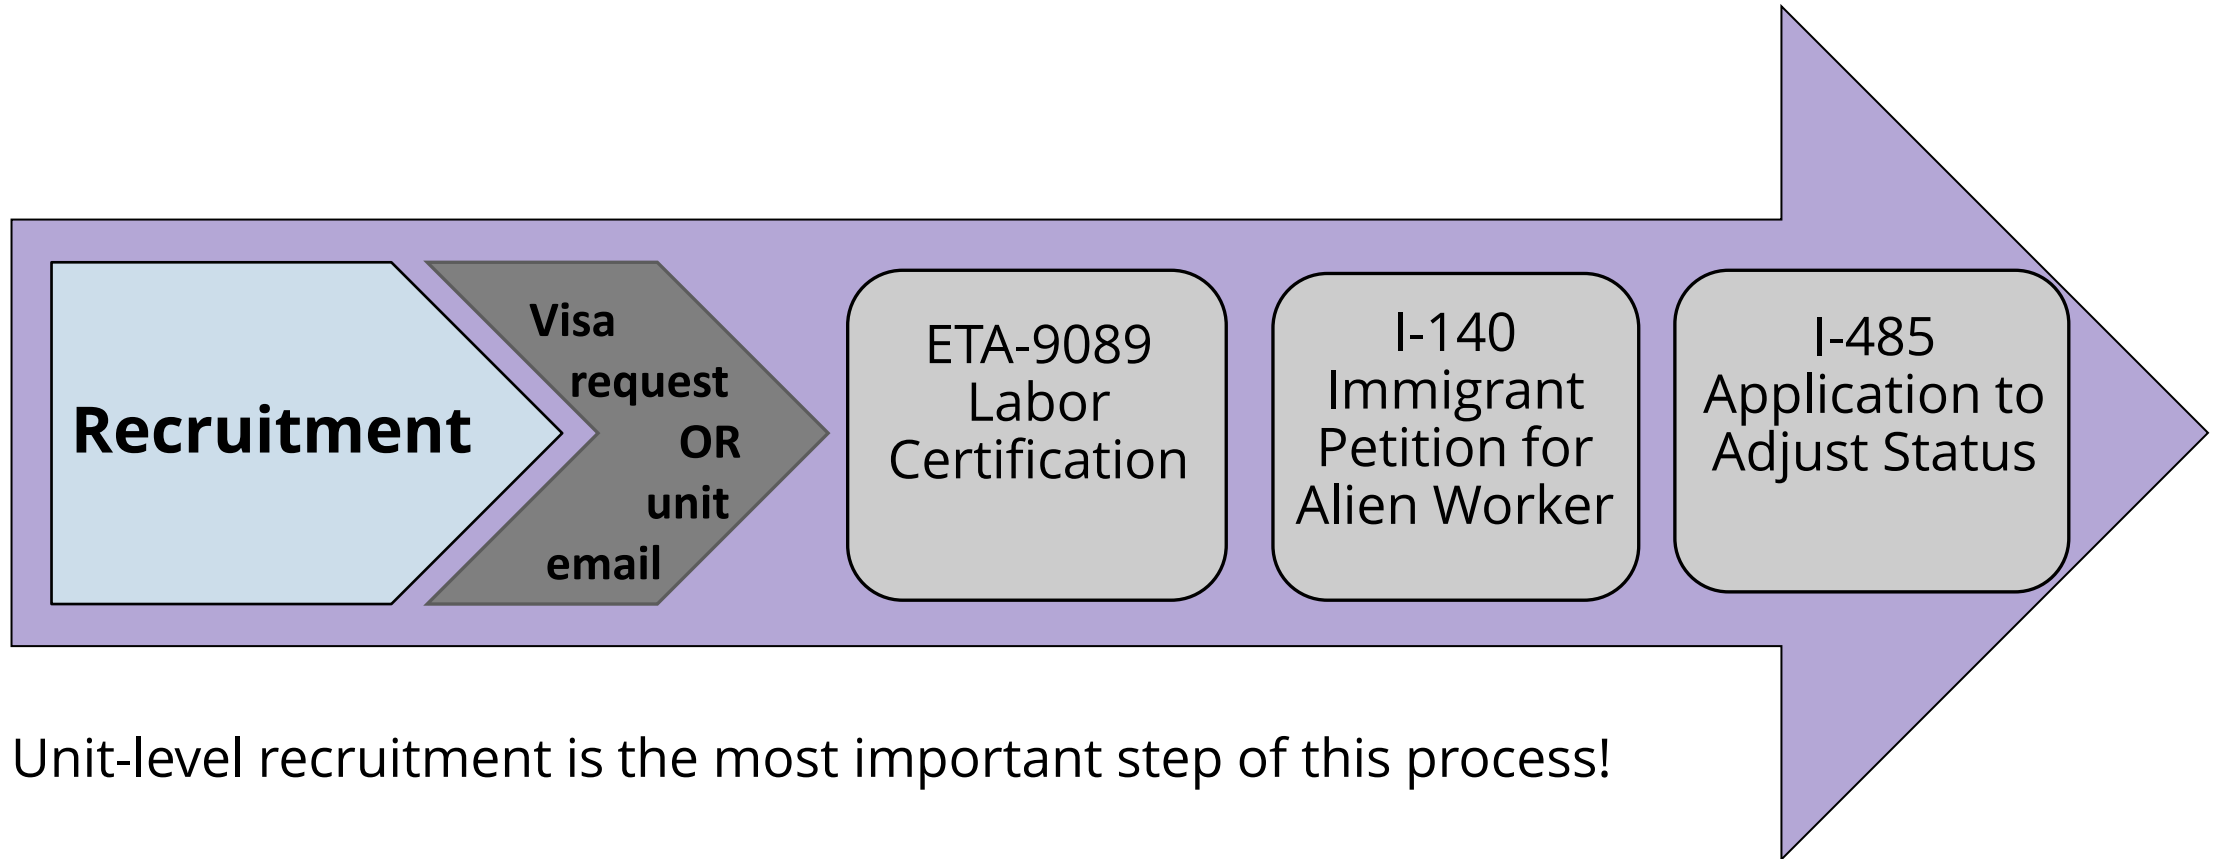 Recruitment
Visa
request
OR
unit
email
ETA-9089
Labor
Certification
I-140
Immigrant
Petition for
Alien Worker
I-485
Application to
Adjust Status
Unit-level recruitment is the most important step of this process!